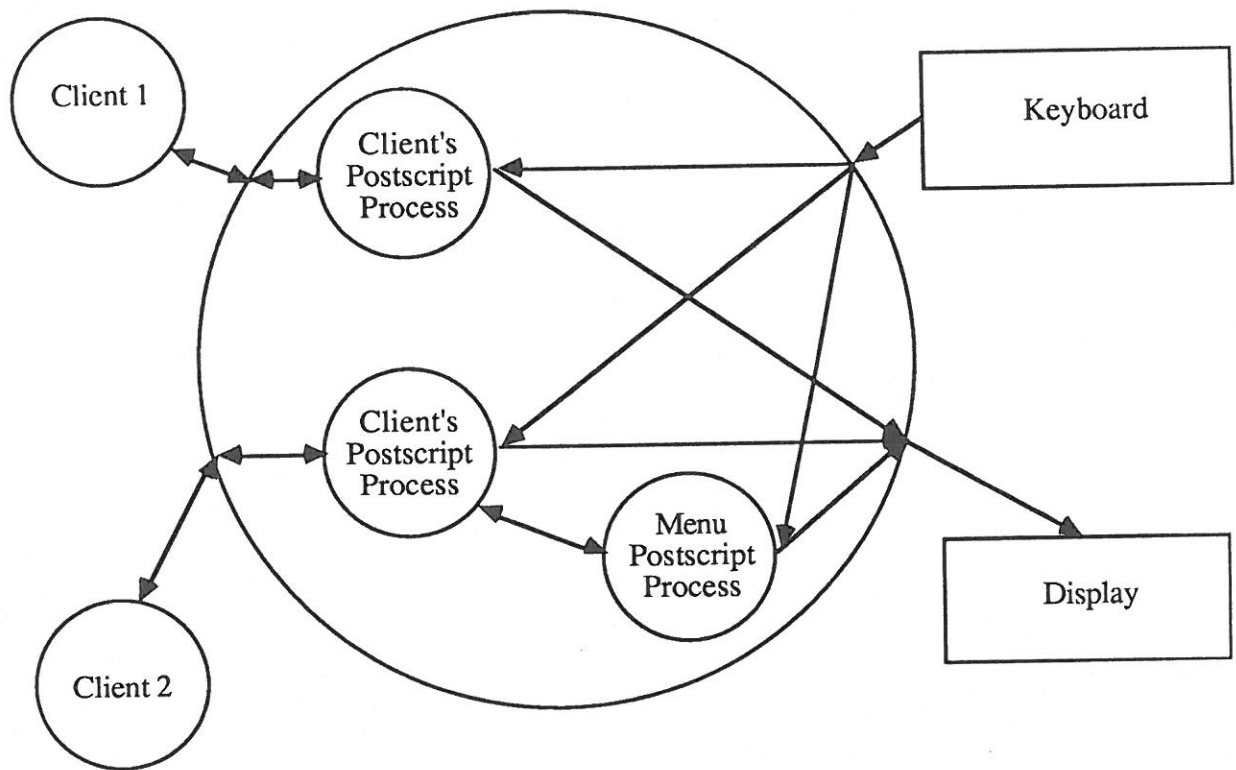 Client 1
Keyboard
Client's
Postscript
Process
Client's
Postscript
Process
Menu
Postscript
Process
Display
Client 2